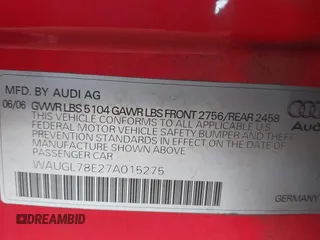 MFD. BY AUDI AG
06/06 GVWR LBS 5104 GAWR LBS FRONT 2756/REAR 2458
THIS VEHICLE CONFORMS TO ALL APPLICABLE U.S.
FEDERAL MOTOR VEHICLE SAFETY, BUMPER AND THEFT
PREVENTION STANDARDS IN EFFECT ON THE
DATE OF MANUFACTURE SHOWN ABOVE
PASSENGER CAR
WAUGL78E27A015275
Audi
GERMANY
DREAMBID